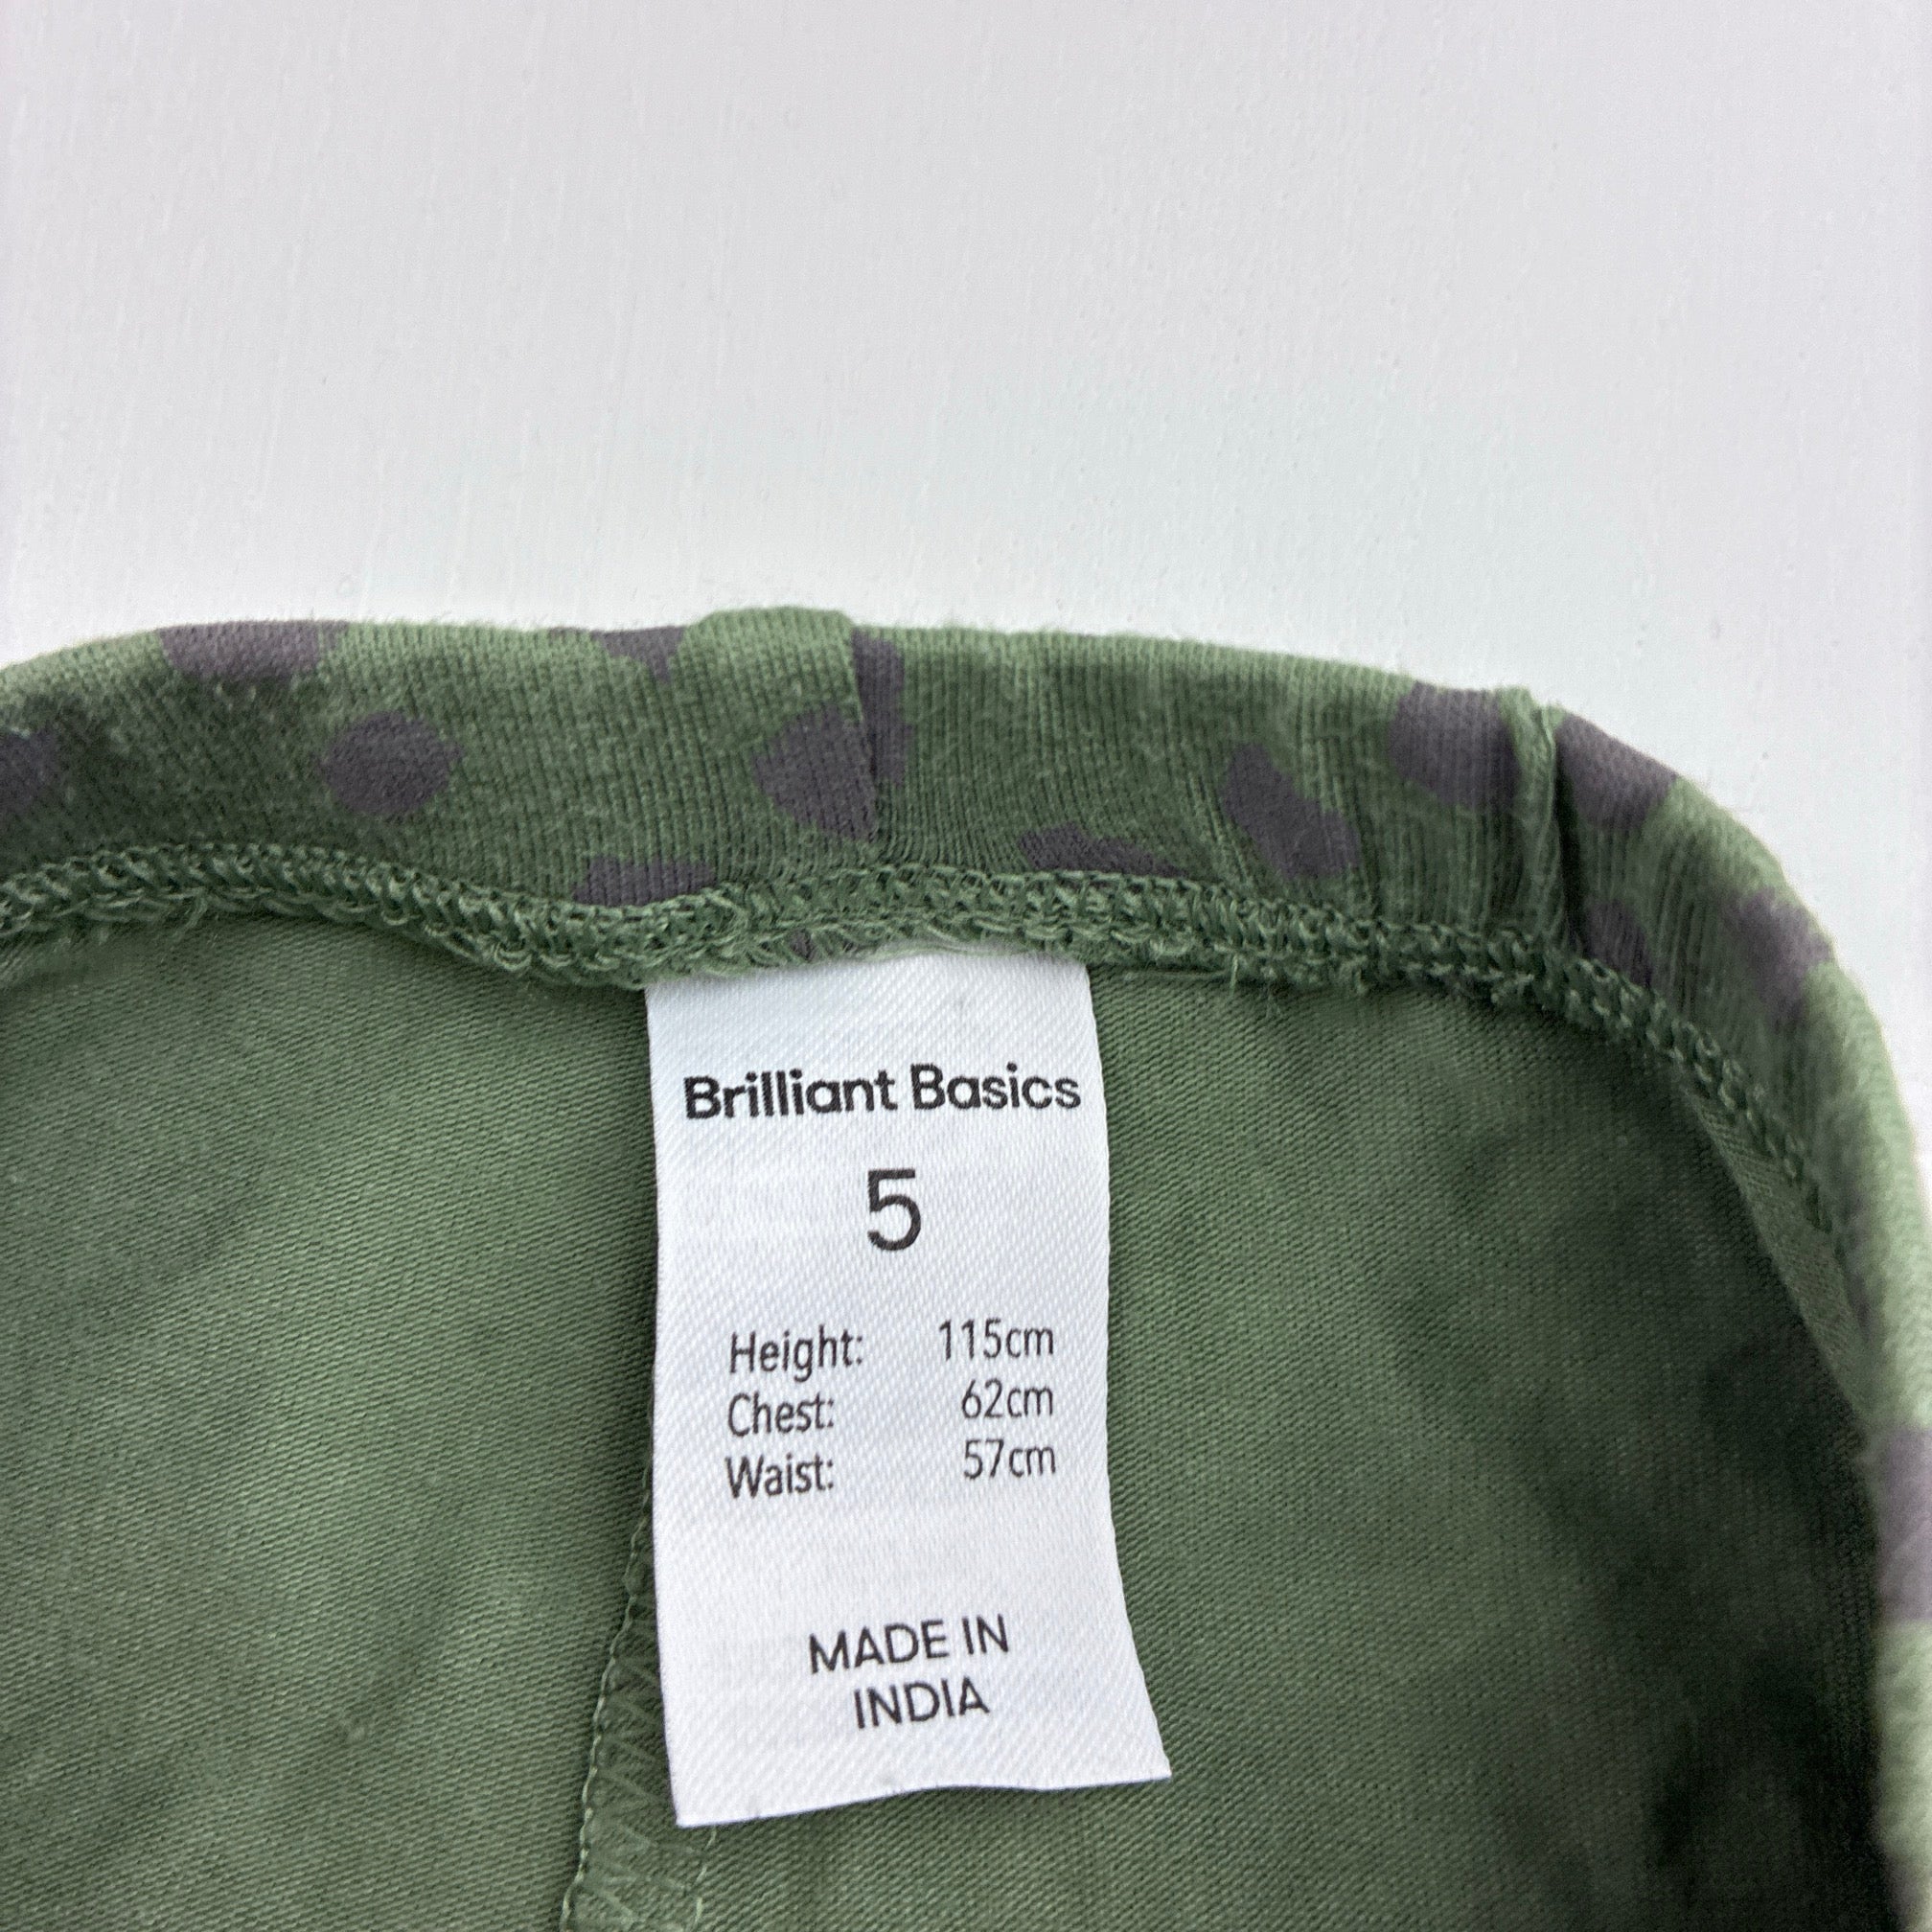 Brilliant Basics
5
Height: 115cm
Chest: 62cm
Waist: 57cm
MADE IN
INDIA